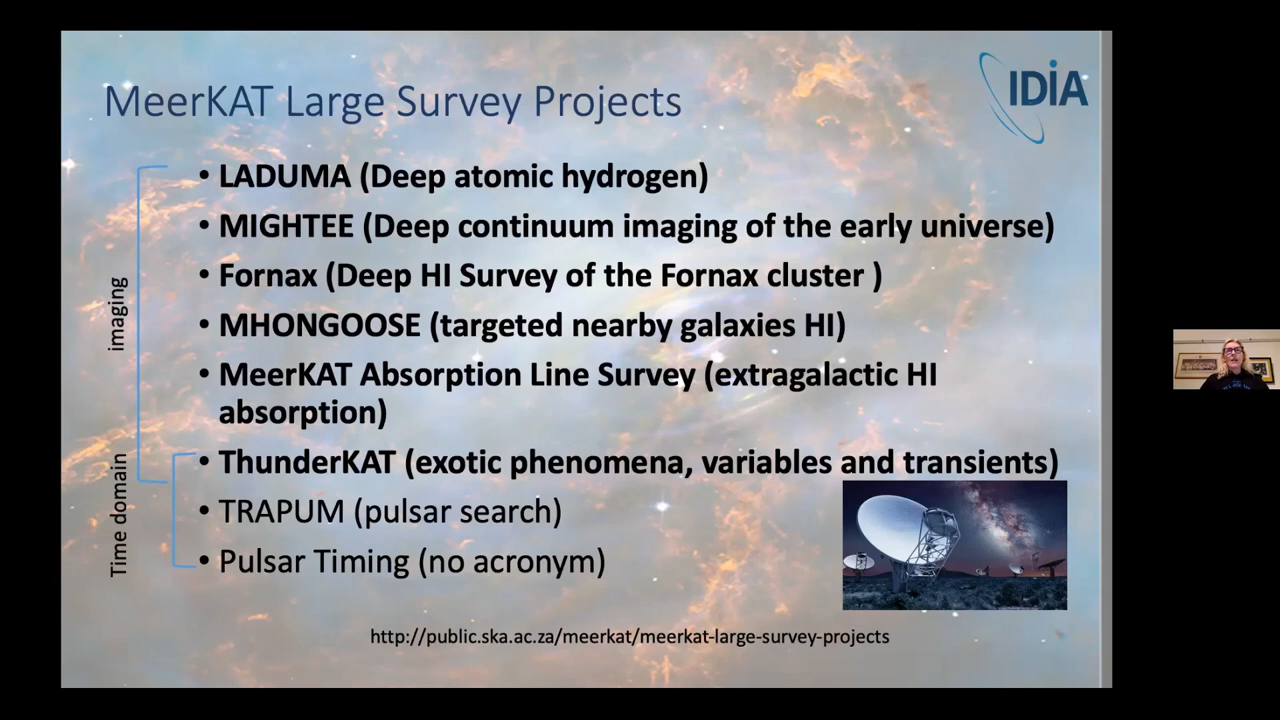 IDIA
MeerKAT Large Survey Projects
• LADUMA (Deep atomic hydrogen)
• MIGHTEE (Deep continuum imaging of the early universe)
• Fornax (Deep HI Survey of the Fornax cluster )
• MHONGOOSE (targeted nearby galaxies HI)
• MeerKAT Absorption Line Survey (extragalactic HI
absorption)
• ThunderKAT (exotic phenomena, variables and transients)
• TRAPUM (pulsar search)
• Pulsar Timing (no acronym)
imaging
Time domain
http://public.ska.ac.za/meerkat/meerkat-large-survey-projects